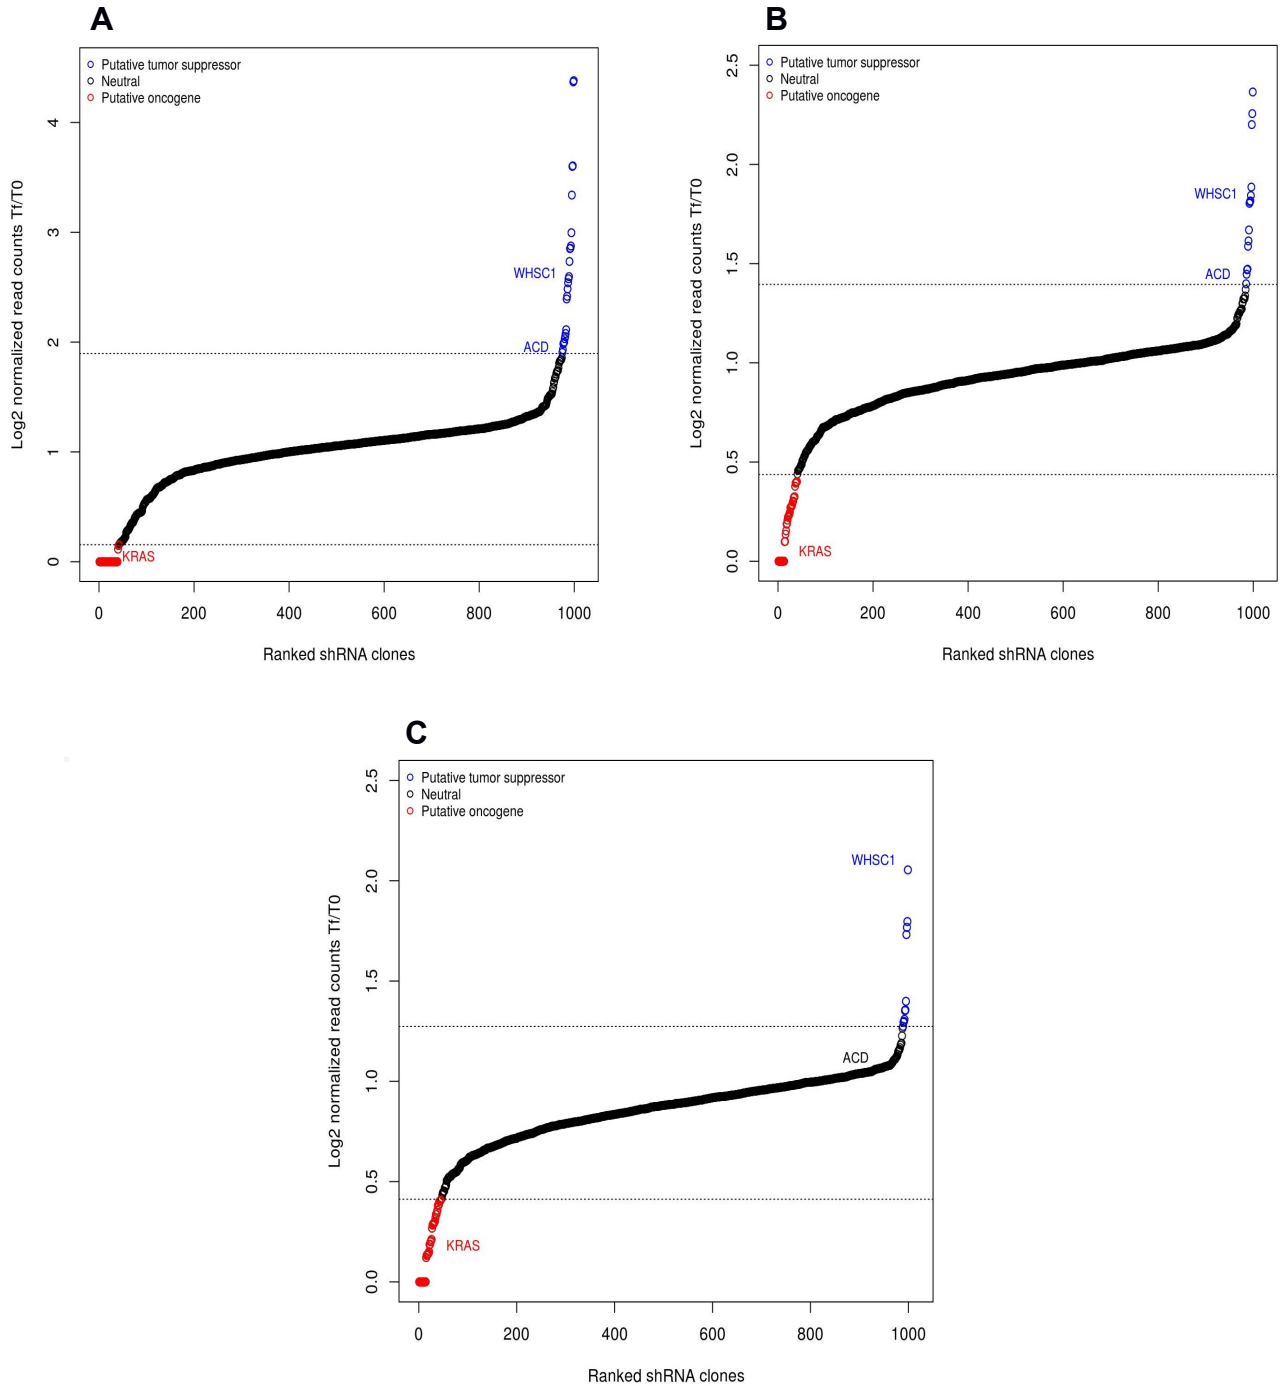 A
Putative tumor suppressor
Neutral
Putative oncogene
4
3
2
1
0
Log2 normalized read counts Tf/T0
WHSC1
ACD
KRAS
0 200 400 600 800 1000
Ranked shRNA clones
B
Putative tumor suppressor
Neutral
Putative oncogene
2.5
2.0
1.5
1.0
0.5
0.0
Log2 normalized read counts Tf/T0
WHSC1
ACD
KRAS
0 200 400 600 800 1000
Ranked shRNA clones
C
Putative tumor suppressor
Neutral
Putative oncogene
2.5
2.0
1.5
1.0
0.5
0.0
Log2 normalized read counts Tf/T0
WHSC1
ACD
KRAS
0 200 400 600 800 1000
Ranked shRNA clones